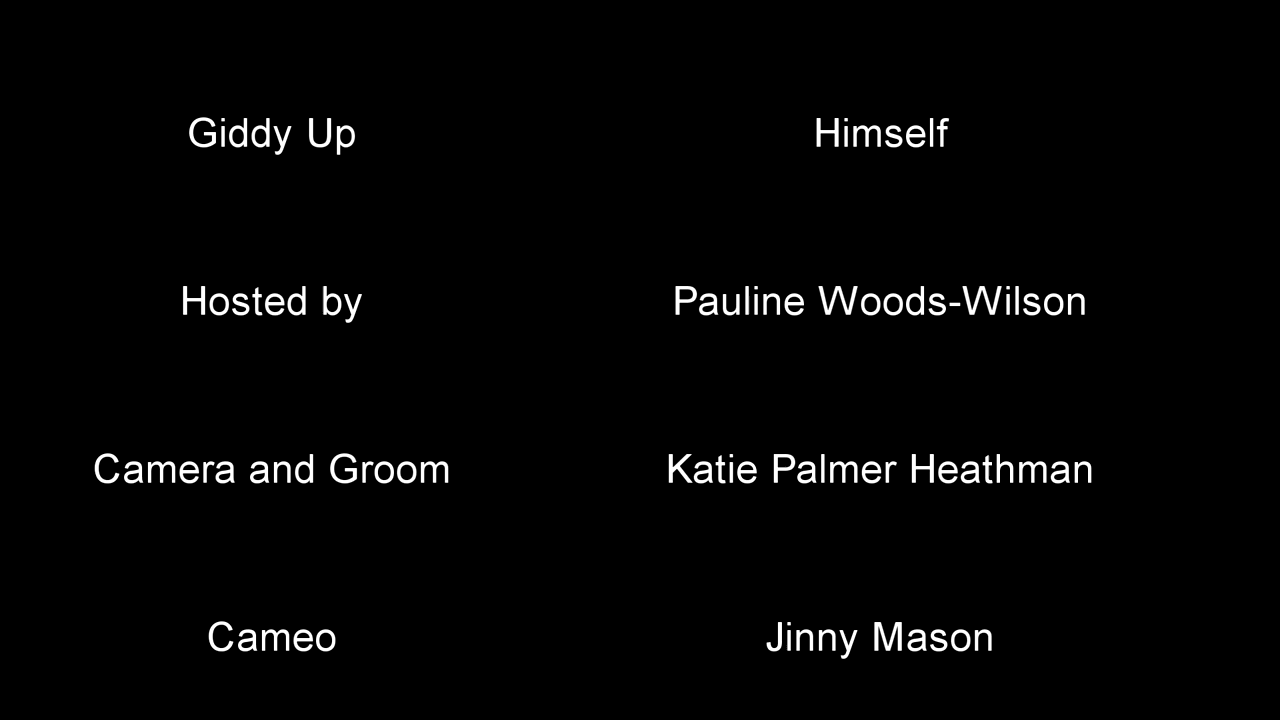 Giddy Up Himself
Hosted by Pauline Woods-Wilson
Camera and Groom Katie Palmer Heathman
Cameo Jinny Mason